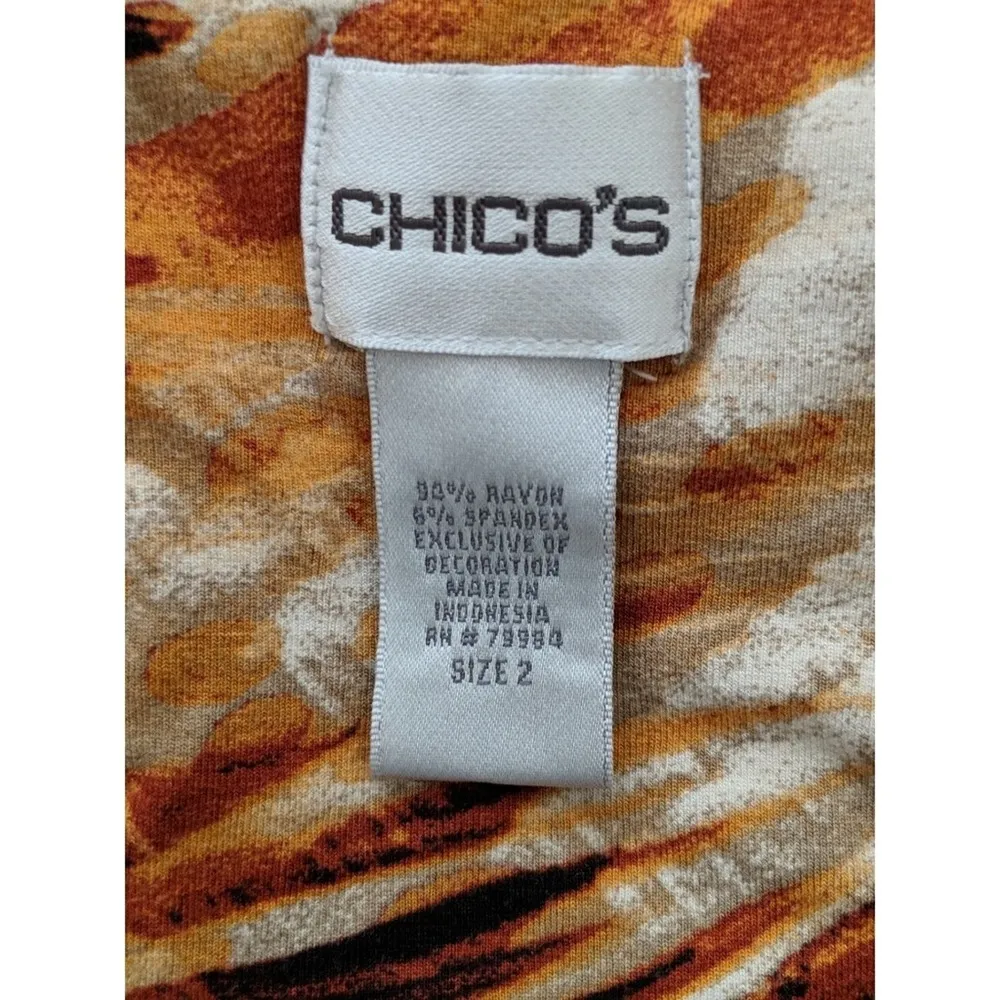 CHICO'S
94% RAYON
6% SPANDEX
EXCLUSIVE OF
DECORATION
MADE IN
INDONESIA
RN # 79984
SIZE 2